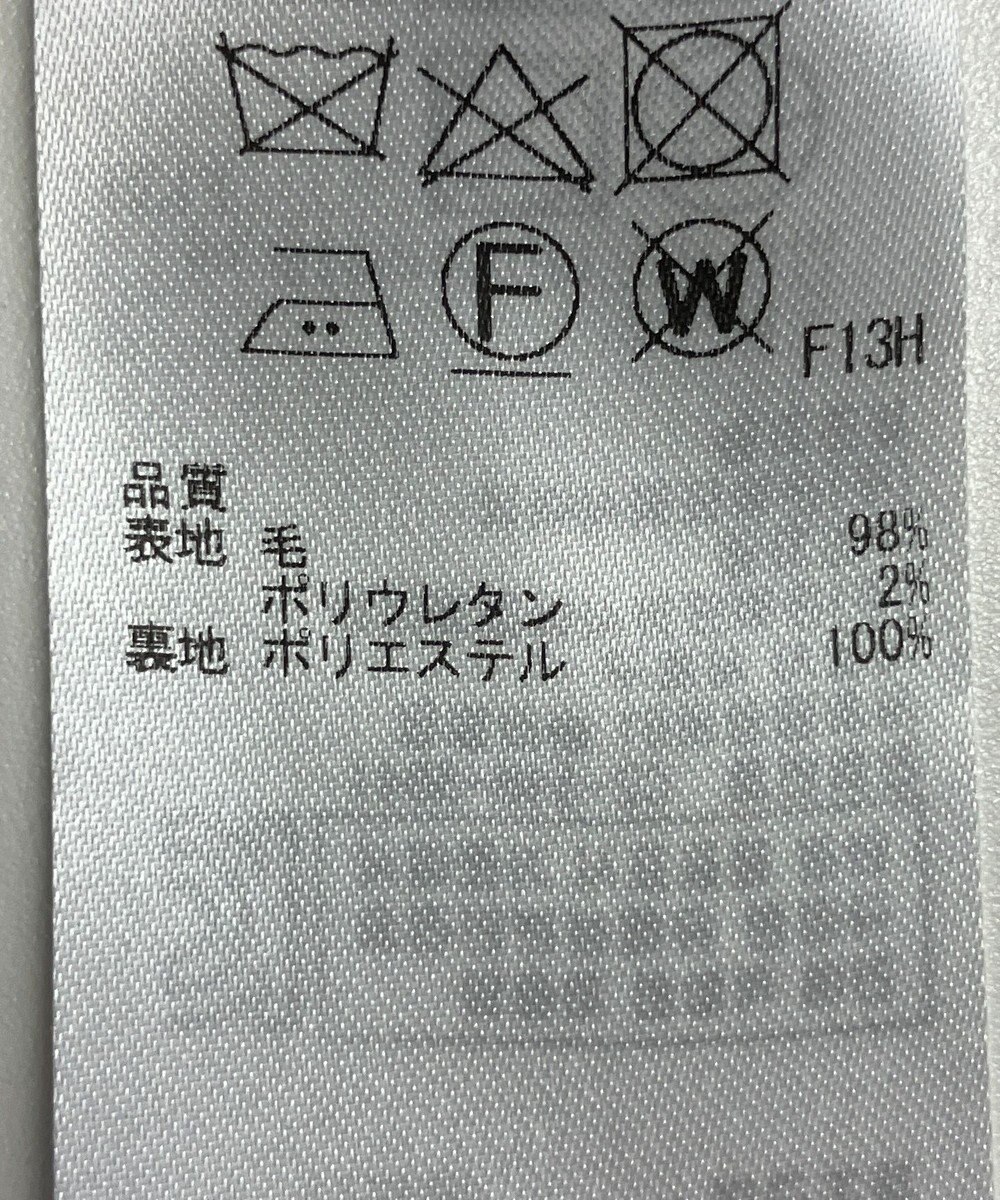 F W F13H
品質
表地 毛 98%
ポリウレタン 2%
裏地 ポリエステル 100%